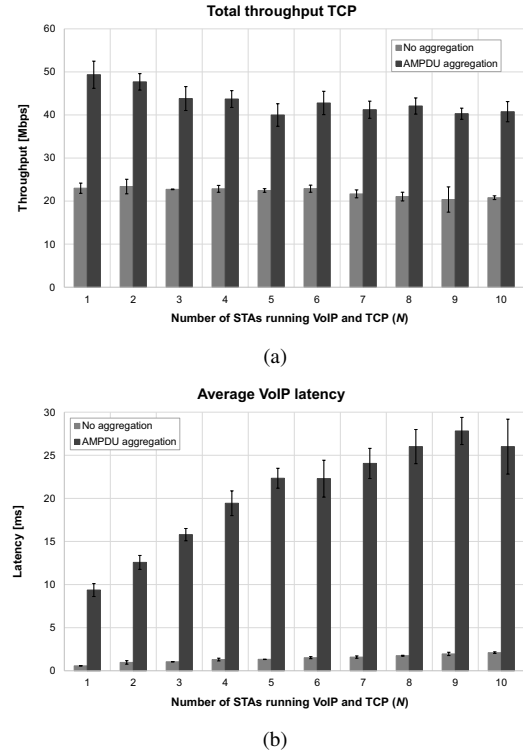 Total throughput TCP
60
50
40
30
20
10
0
Throughput [Mbps]
No aggregation
AMPDU aggregation
1 2 3 4 5 6 7 8 9 10
Number of STAs running VoIP and TCP (N)
(a)
Average VoIP latency
30
25
20
15
10
5
0
Latency [ms]
No aggregation
AMPDU aggregation
1 2 3 4 5 6 7 8 9 10
Number of STAs running VoIP and TCP (N)
(b)